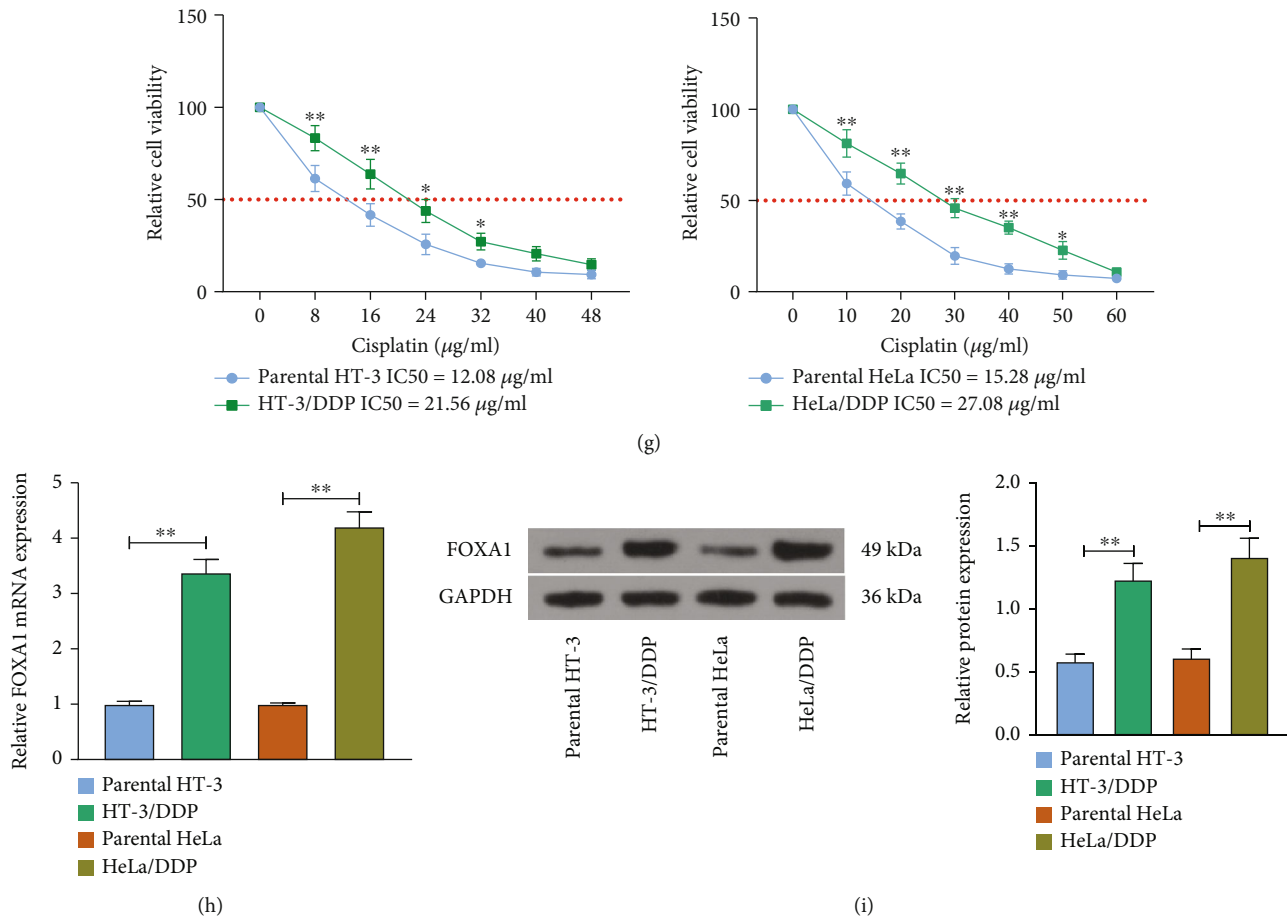 150
100
50
0
Relative cell viability
**
**
*
*
0 8 16 24 32 40 48
Cisplatin (μg/ml)
Parental HT-3 IC50 = 12.08 μg/ml
HT-3/DDP IC50 = 21.56 μg/ml
150
100
50
0
Relative cell viability
**
**
**
**
*
0 10 20 30 40 50 60
Cisplatin (μg/ml)
Parental HeLa IC50 = 15.28 μg/ml
HeLa/DDP IC50 = 27.08 μg/ml
(g)
5
4
3
2
1
0
Relative FOXA1 mRNA expression
**
**
Parental HT-3
HT-3/DDP
Parental HeLa
HeLa/DDP
(h)
FOXA1 49 kDa
GAPDH 36 kDa
Parental HT-3
HT-3/DDP
Parental HeLa
HeLa/DDP
2.0
1.5
1.0
0.5
0.0
Relative protein expression
**
**
Parental HT-3
HT-3/DDP
Parental HeLa
HeLa/DDP
(i)